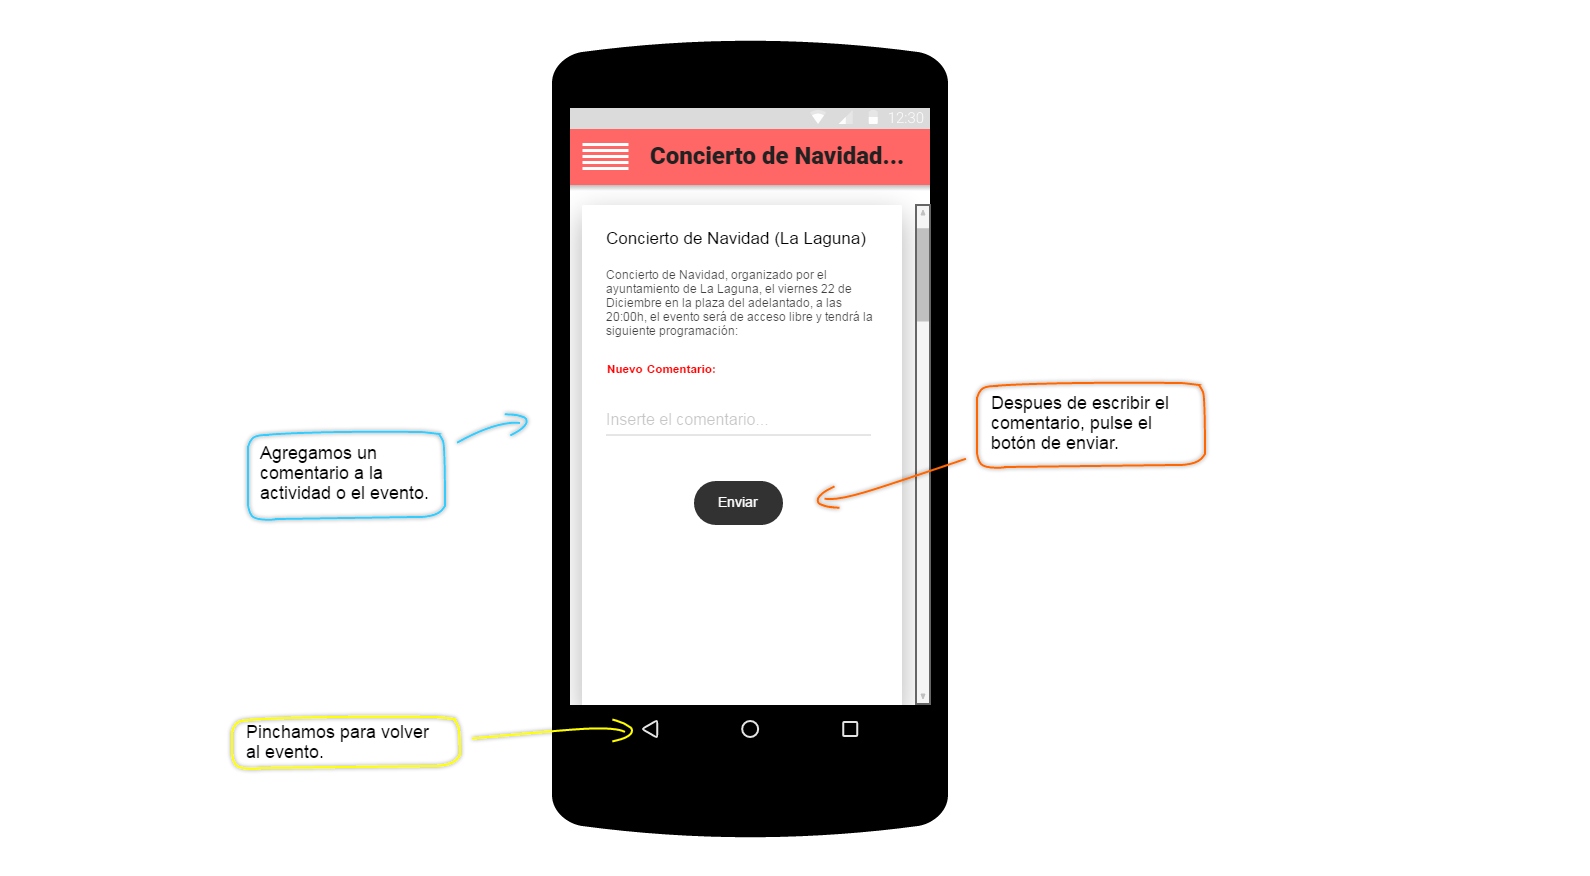 12:30
Concierto de Navidad...
Concierto de Navidad (La Laguna)
Concierto de Navidad, organizado por el
ayuntamiento de La Laguna, el viernes 22 de
Diciembre en la plaza del adelantado, a las
20:00h, el evento será de acceso libre y tendrá la
siguiente programación:
Nuevo Comentario:
Inserte el comentario...
Enviar
Agregamos un
comentario a la
actividad o el evento.
Despues de escribir el
comentario, pulse el
botón de enviar.
Pinchamos para volver
al evento.